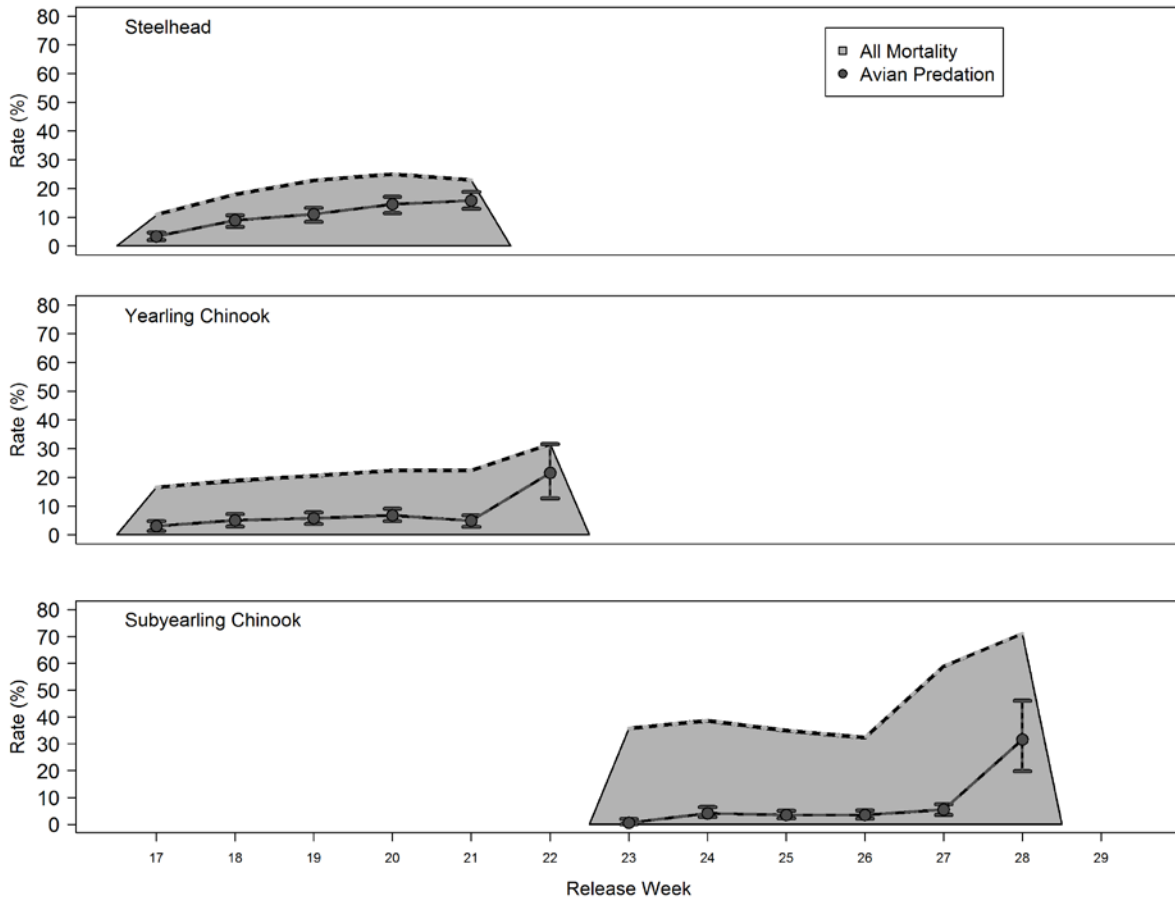 Steelhead
All Mortality
Avian Predation
Rate (%)
80
70
60
50
40
30
20
10
0
Yearling Chinook
Rate (%)
80
70
60
50
40
30
20
10
0
Subyearling Chinook
Rate (%)
80
70
60
50
40
30
20
10
0
17 18 19 20 21 22 23 24 25 26 27 28 29
Release Week